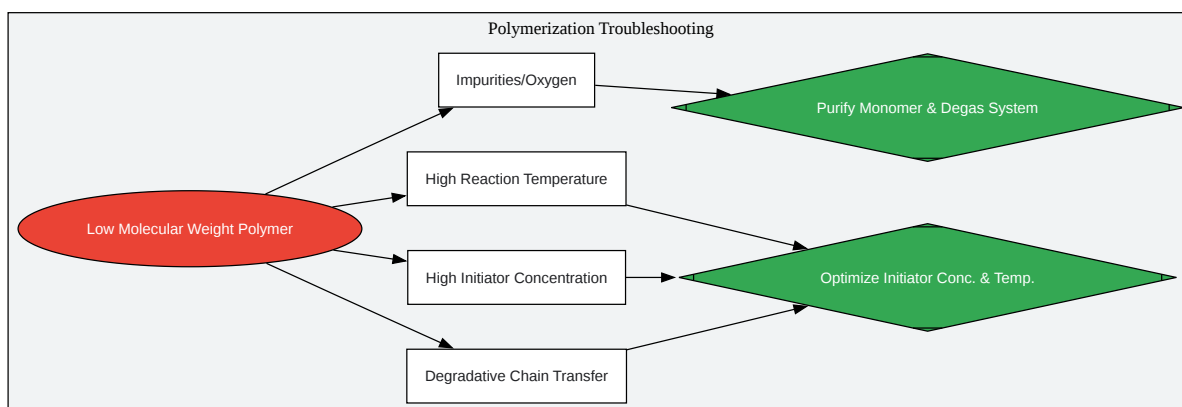 Polymerization Troubleshooting
Impurities/Oxygen
Purify Monomer & Degas System
High Reaction Temperature
Low Molecular Weight Polymer
High Initiator Concentration
Optimize Initiator Conc. & Temp.
Degradative Chain Transfer